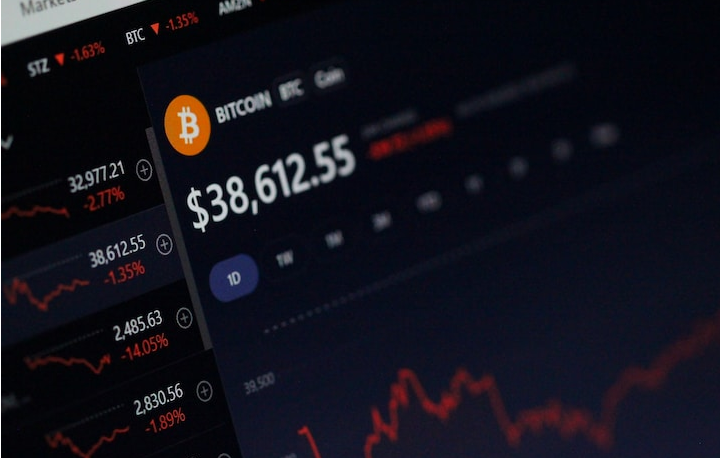 Market
STZ ▼ -1.63%
BTC ▼ -1.35%
AMZN
BITCOIN BTC Coin
$38,612.55
1D 1W 1M 3M
39,500
32,977.21
-2.77%
38,612.55
-1.35%
2,485.63
-14.05%
2,830.56
-1.89%